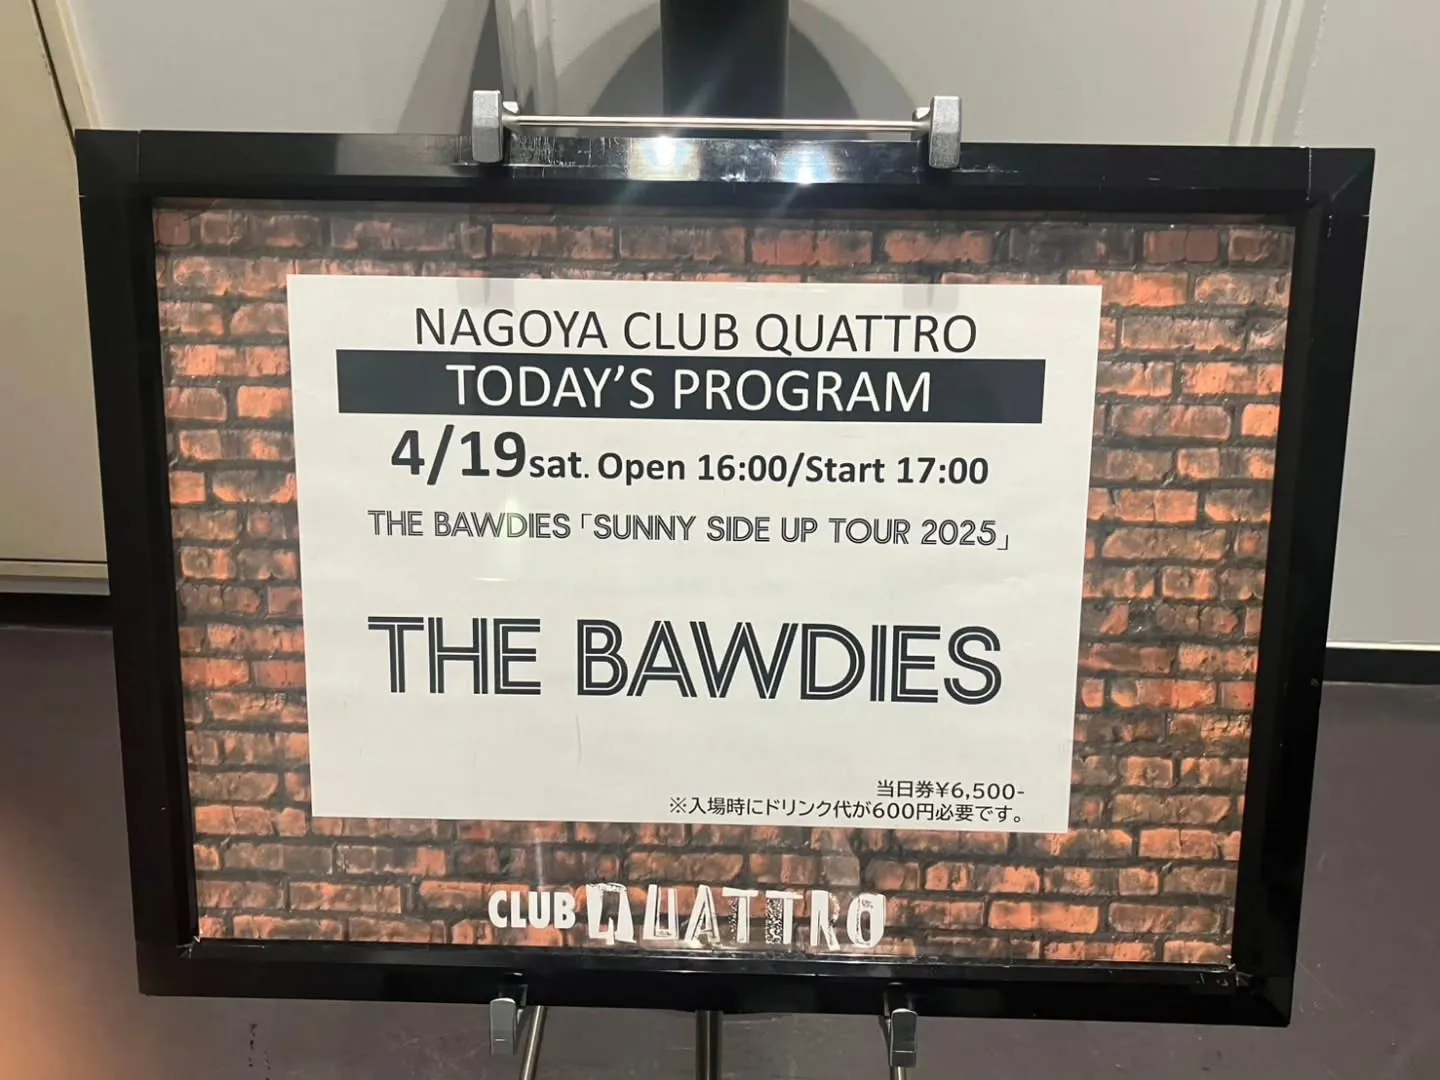 NAGOYA CLUB QUATTRO
TODAY'S PROGRAM
4/19sat. Open 16:00/Start 17:00
THE BAWDIES「SUNNY SIDE UP TOUR 2025」
THE BAWDIES
当日券¥6,500-
※入場時にドリンク代が600円必要です。
CLUB QUATTRO